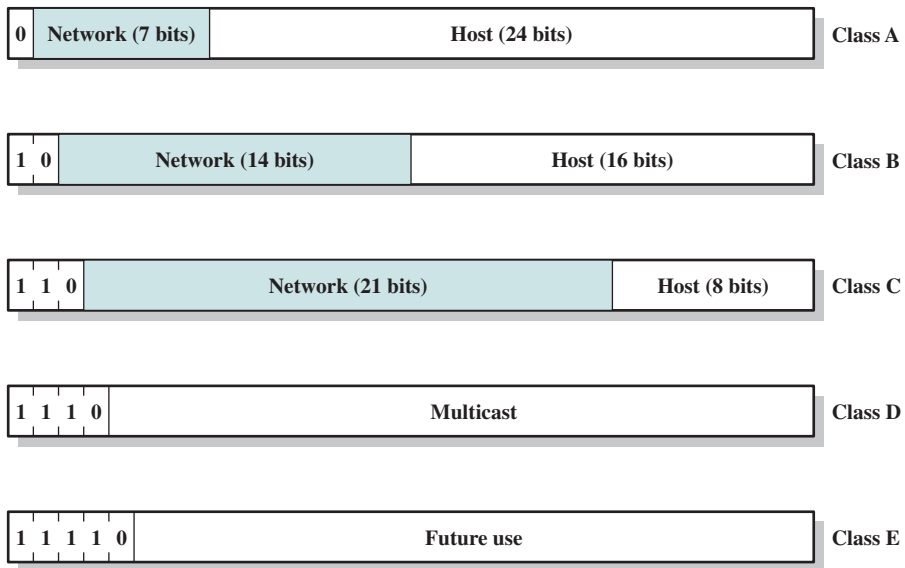 0 Network (7 bits) Host (24 bits) Class A
1 0 Network (14 bits) Host (16 bits) Class B
1 1 0 Network (21 bits) Host (8 bits) Class C
1 1 1 0 Multicast Class D
1 1 1 1 0 Future use Class E